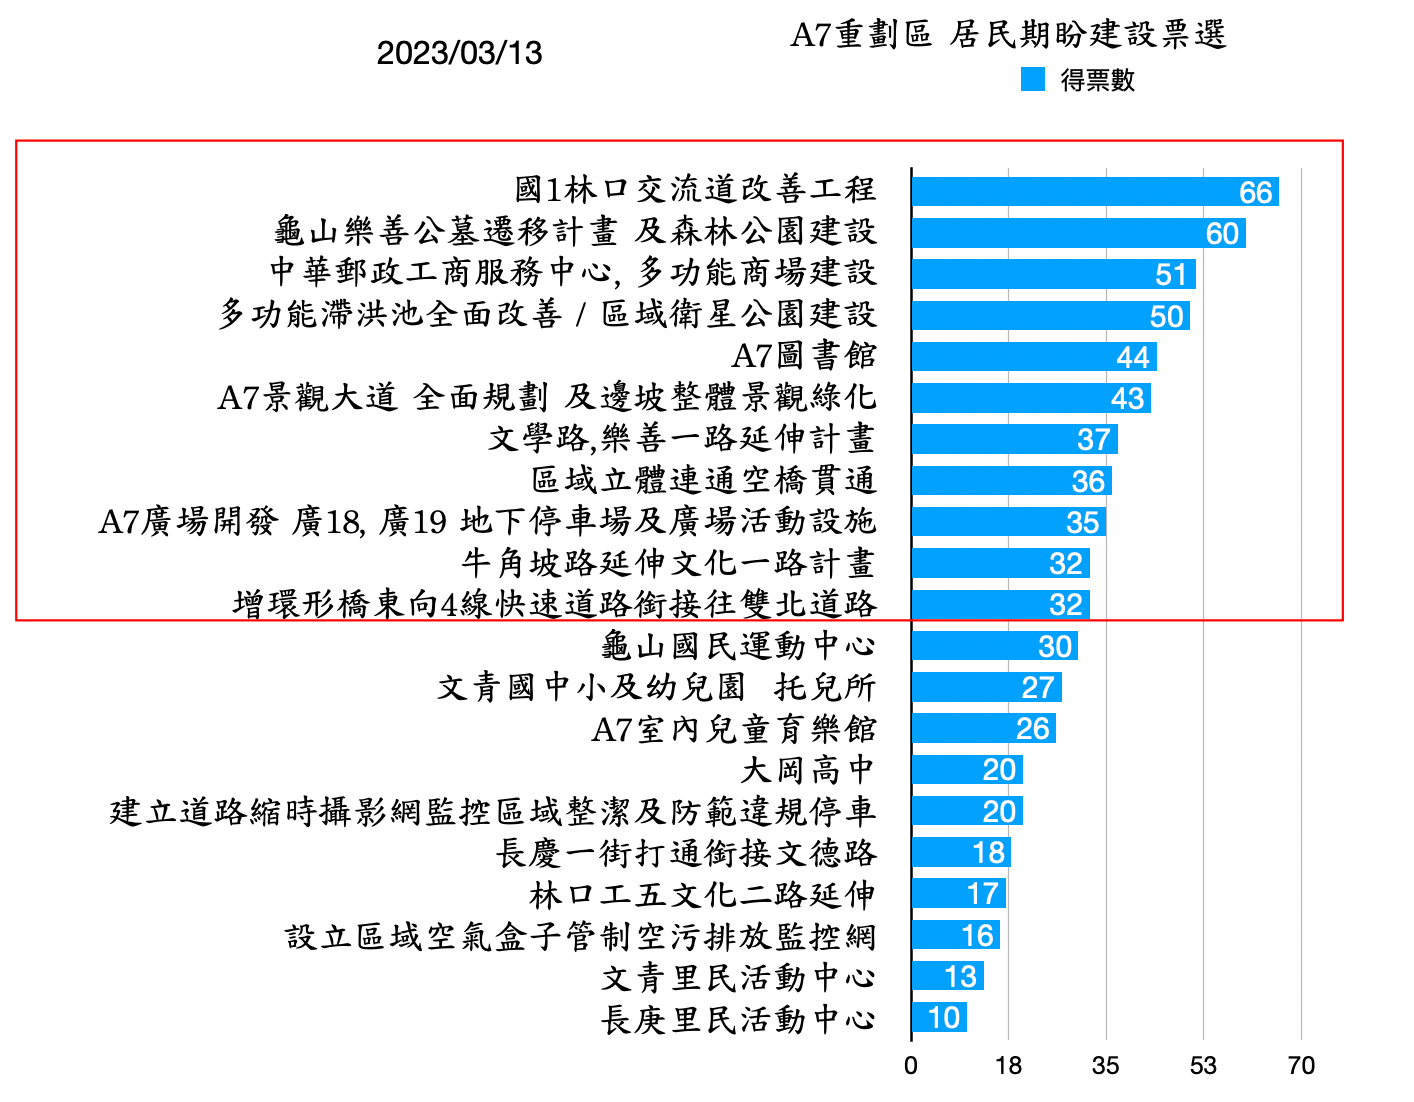 2023/03/13
A7重劃區 居民期盼建設票選
得票數
國1林口交流道改善工程 66
龜山樂善公墓遷移計畫 及森林公園建設 60
中華郵政工商服務中心, 多功能商場建設 51
多功能滯洪池全面改善 / 區域衛星公園建設 50
A7圖書館 44
A7景觀大道 全面規劃 及邊坡整體景觀綠化 43
文學路,樂善一路延伸計畫 37
區域立體連通空橋貫通 36
A7廣場開發 廣18, 廣19 地下停車場及廣場活動設施 35
牛角坡路延伸文化一路計畫 32
增環形橋東向4線快速道路銜接往雙北道路 32
龜山國民運動中心 30
文青國中小及幼兒園 托兒所 27
A7室內兒童育樂館 26
大岡高中 20
建立道路縮時攝影網監控區域整潔及防範違規停車 20
長慶一街打通銜接文德路 18
林口工五文化二路延伸 17
設立區域空氣盒子管制空污排放監控網 16
文青里民活動中心 13
長庚里民活動中心 10
0 18 35 53 70